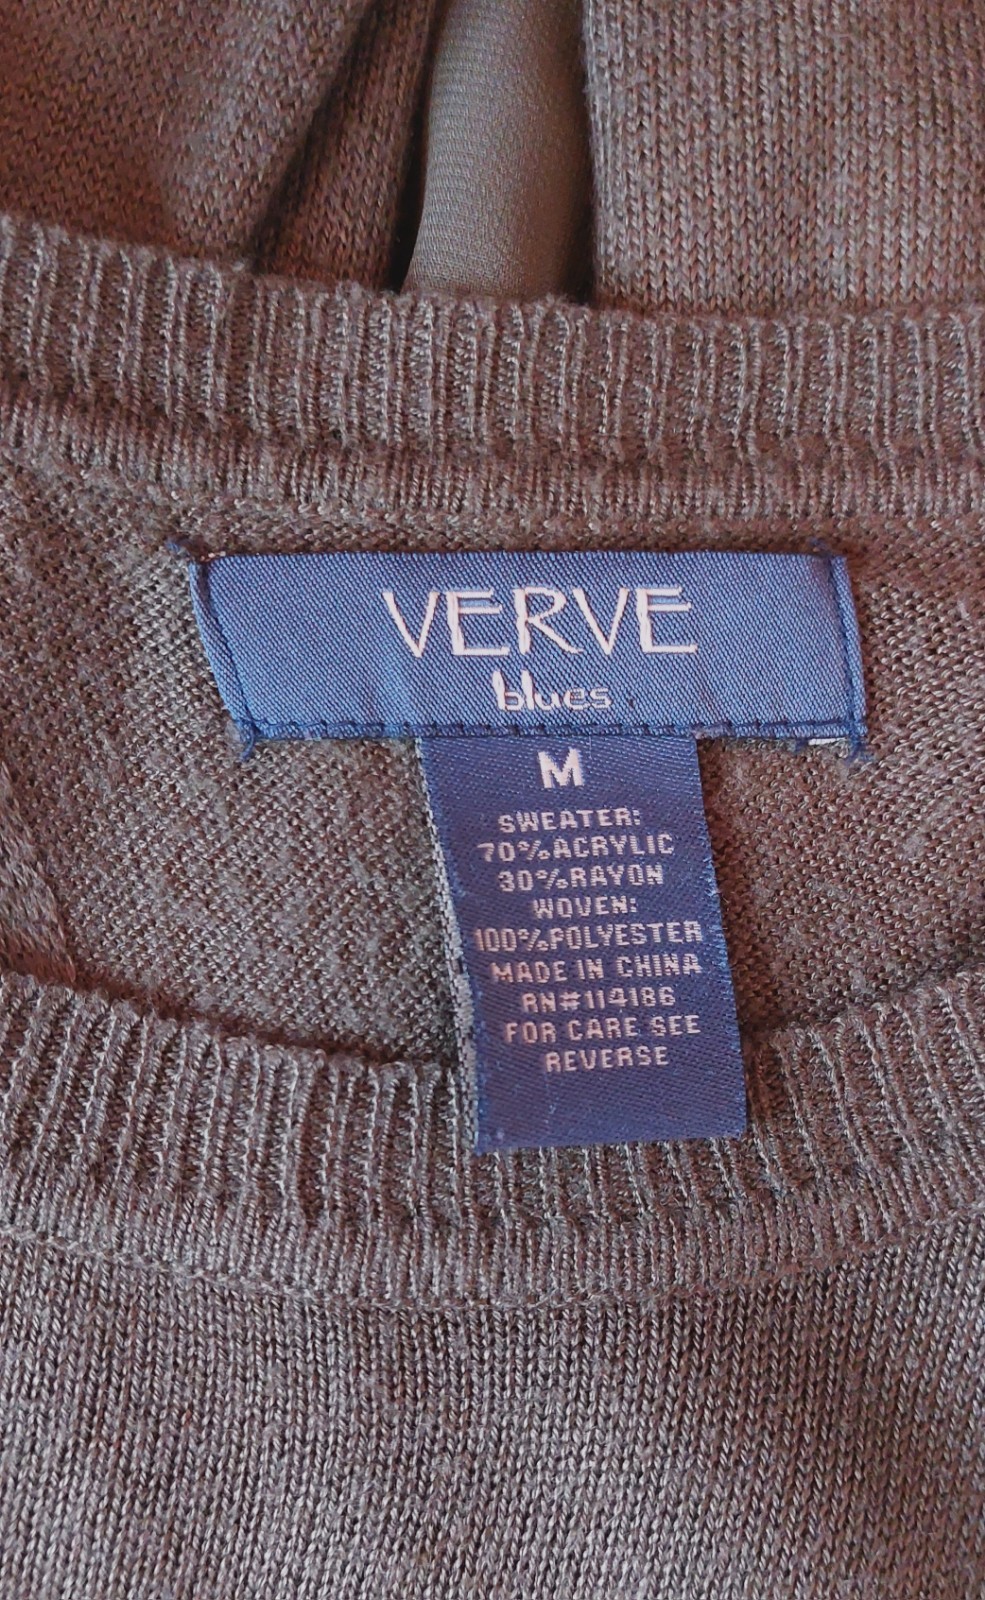 VERVE
blues
M
SWEATER:
70%ACRYLIC
30%RAYON
WOVEN:
100%POLYESTER
MADE IN CHINA
RN#114186
FOR CARE SEE
REVERSE